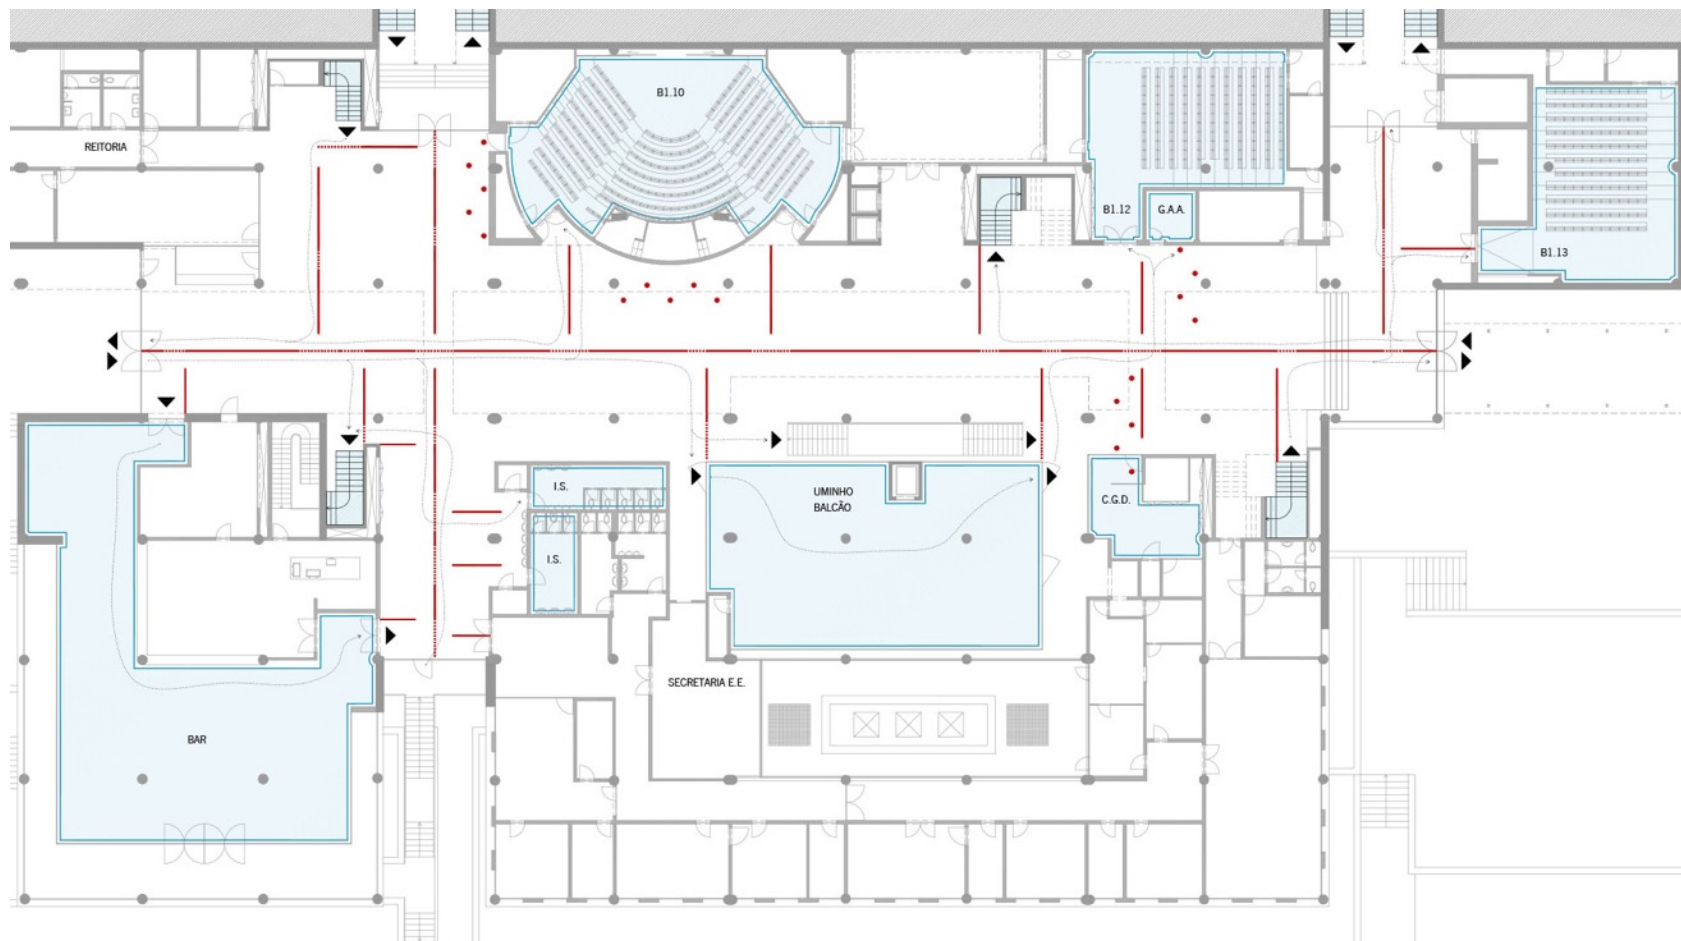 B1.10
REITORIA
B1.12
G.A.A.
B1.13
I.S.
UMINHO
BALCÃO
C.G.D.
I.S.
SECRETARIA E.E.
BAR